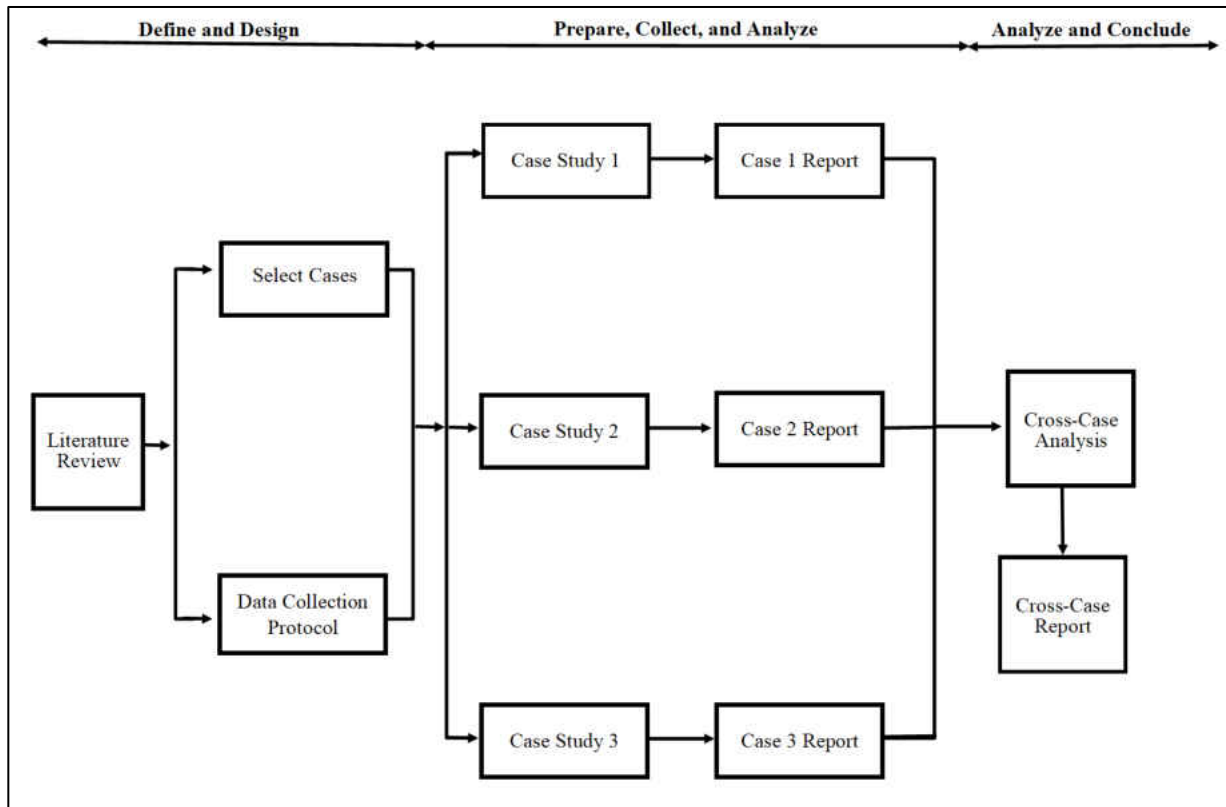 Define and Design
Prepare, Collect, and Analyze
Analyze and Conclude
Case Study 1
Case 1 Report
Select Cases
Literature
Review
Case Study 2
Case 2 Report
Cross-Case
Analysis
Data Collection
Protocol
Cross-Case
Report
Case Study 3
Case 3 Report